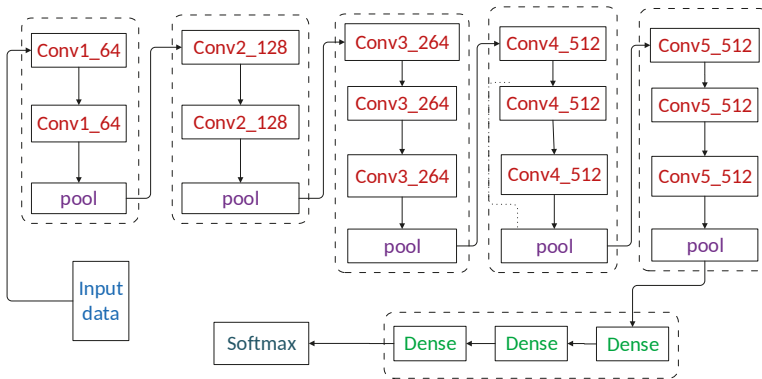 Conv1_64
Conv1_64
pool
Conv2_128
Conv2_128
pool
Conv3_264
Conv3_264
Conv3_264
pool
Conv4_512
Conv4_512
Conv4_512
pool
Conv5_512
Conv5_512
Conv5_512
pool
Input
data
Softmax
Dense
Dense
Dense